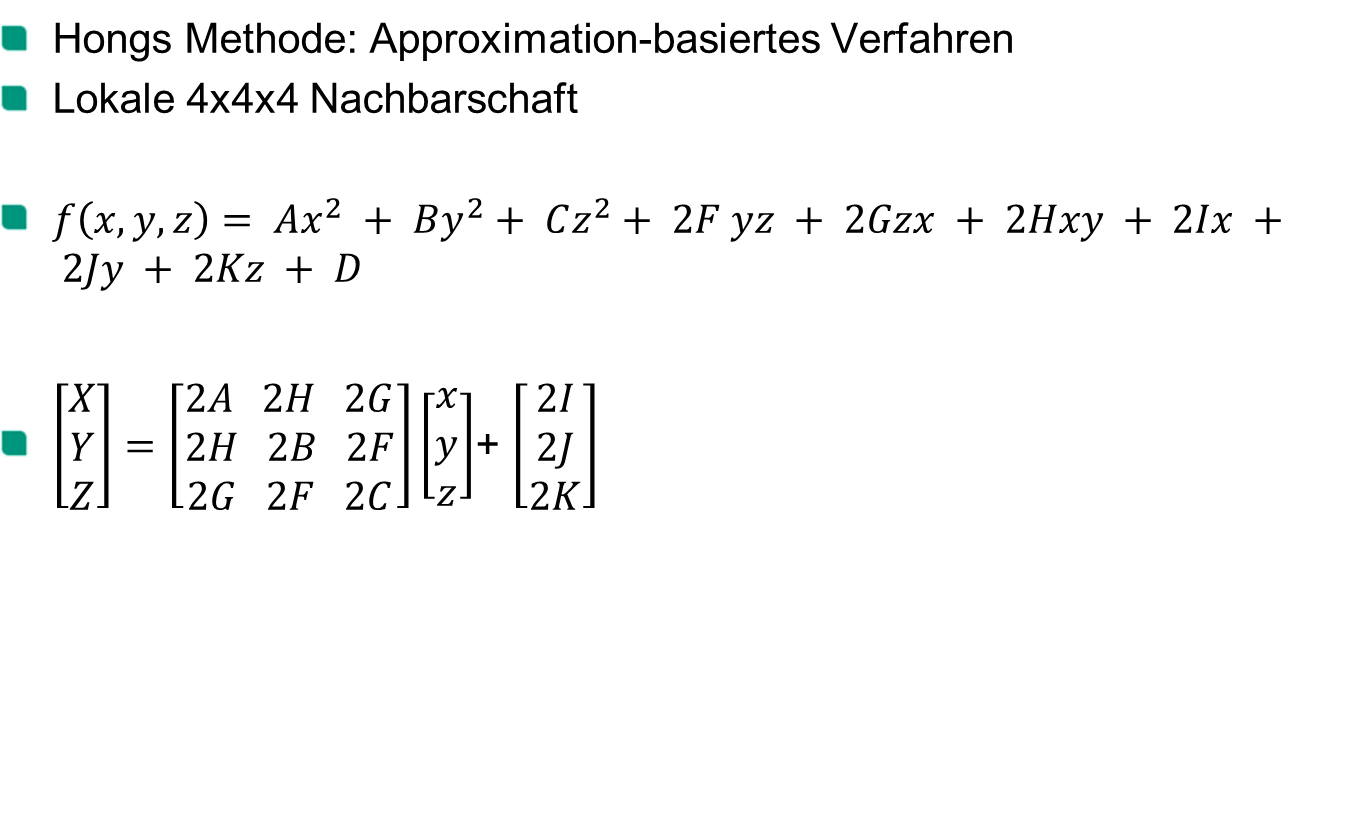 Hongs Methode: Approximation-basiertes Verfahren
Lokale 4x4x4 Nachbarschaft
f(x, y, z) = Ax² + By² + Cz² + 2F yz + 2Gzx + 2Hxy + 2Ix +
2Jy + 2Kz + D
[X] [2A 2H 2G] [x] [2I]
[Y] = [2H 2B 2F] [y] + [2J]
[Z] [2G 2F 2C] [z] [2K]